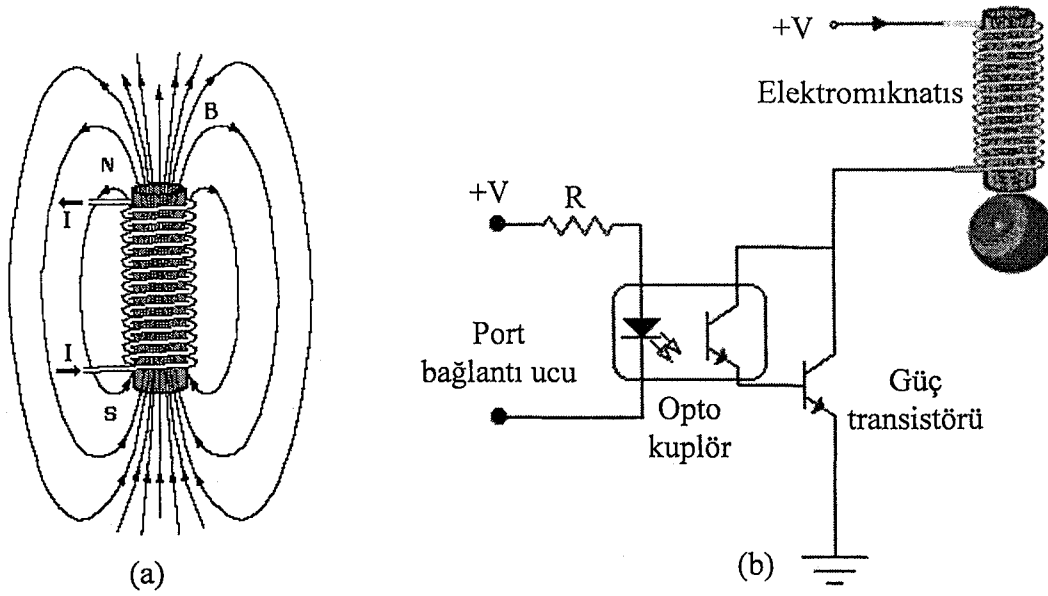 B
N
I
I
S
(a)
+V
Elektromıknatıs
+V
R
Port
bağlantı ucu
Opto
kuplör
Güç
transistörü
(b)